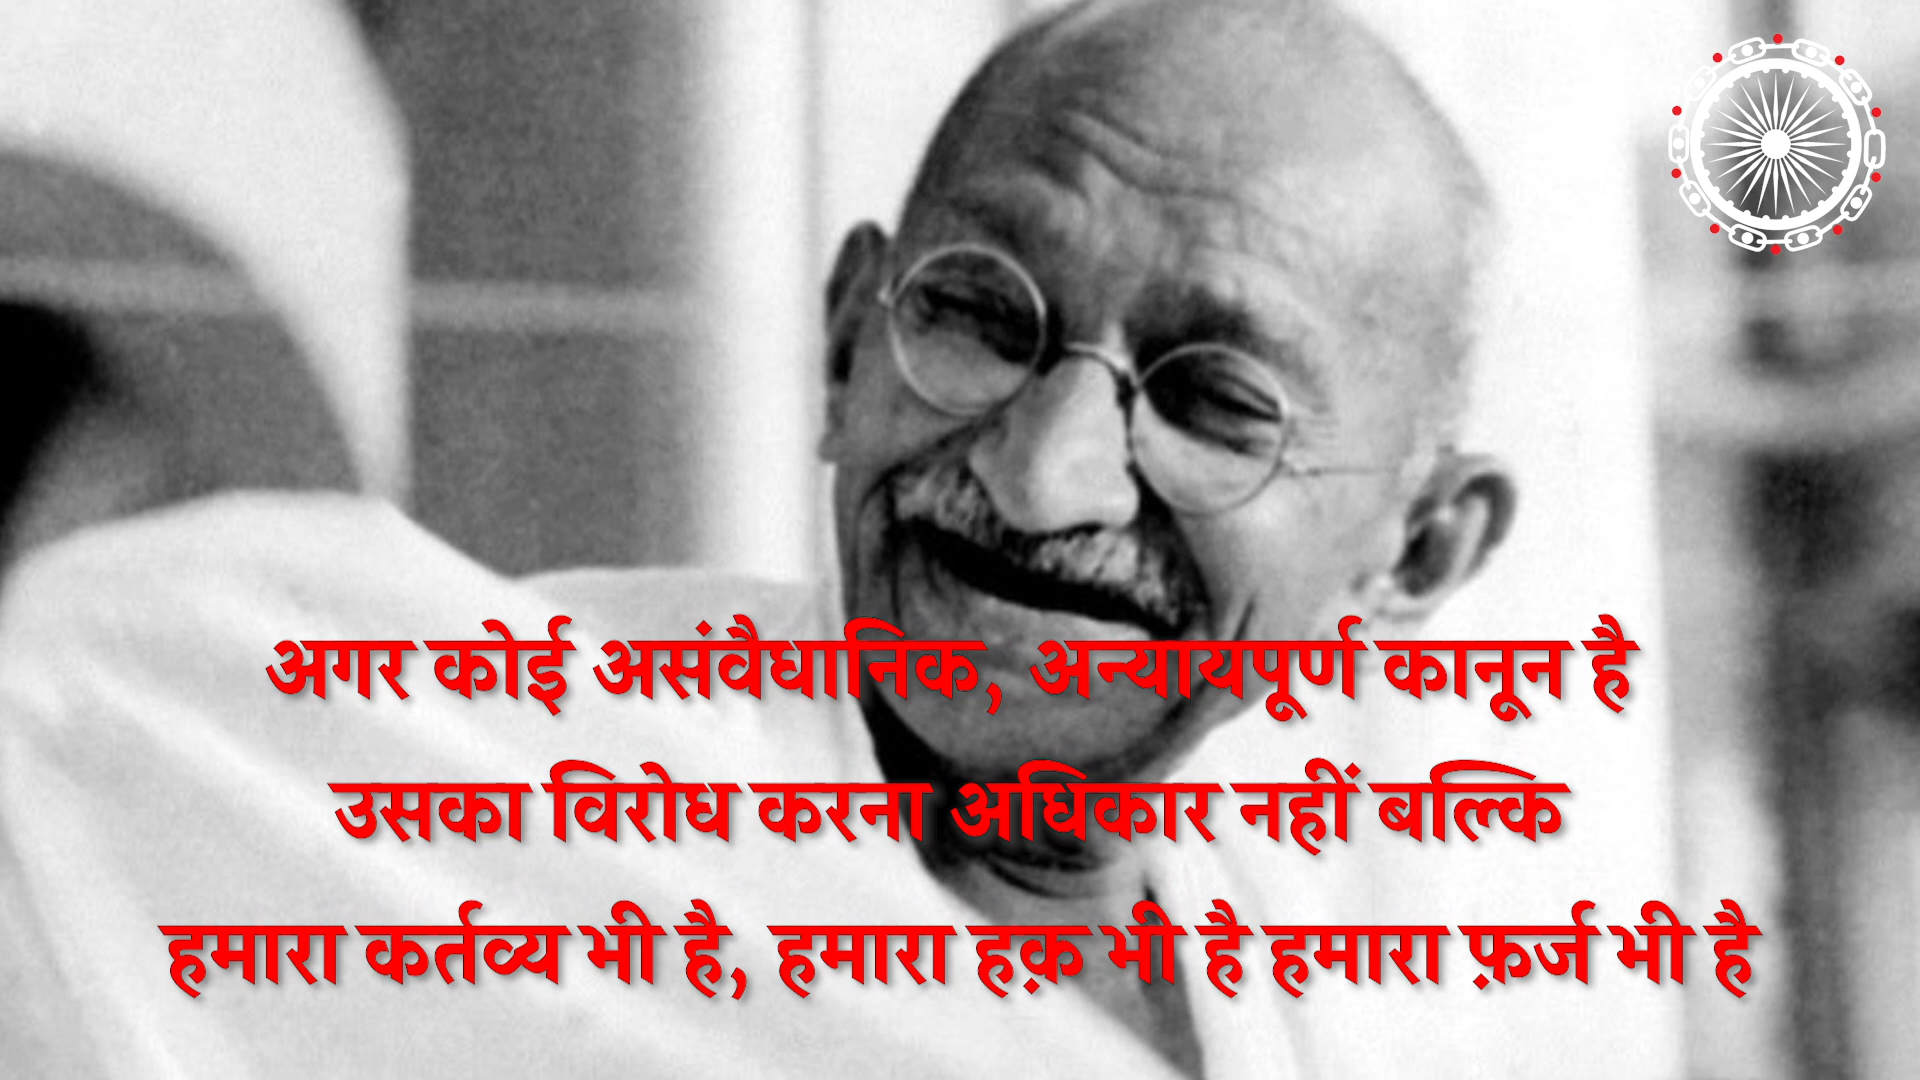 अगर कोई असंवैधानिक, अन्यायपूर्ण कानून है
उसका विरोध करना अधिकार नहीं बल्कि
हमारा कर्तव्य भी है, हमारा हक़ भी है हमारा फ़र्ज भी है